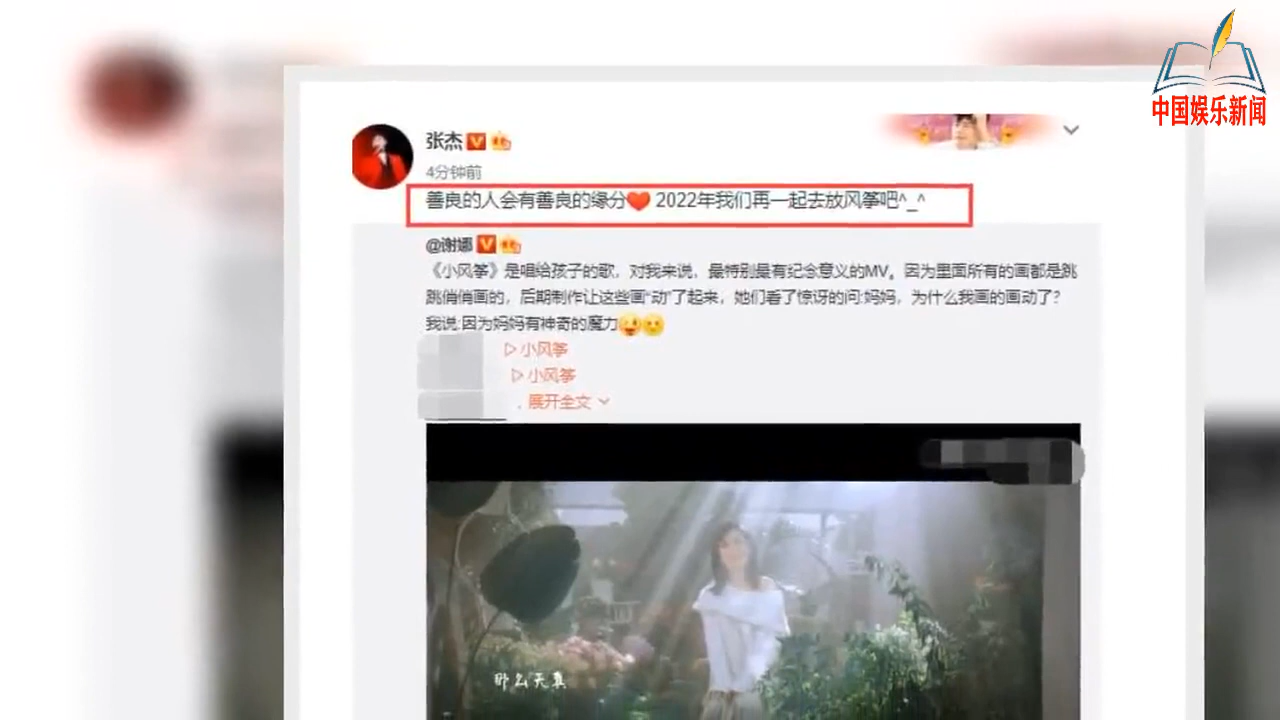 中国娱乐新闻
张杰
4分钟前
善良的人会有善良的缘分❤ 2022年我们再一起去放风筝吧^_^
@谢娜
《小风筝》是唱给孩子的歌，对我来说，最特别最有纪念意义的MV。因为里面所有的画都是跳
跳俏俏画的，后期制作让这些画“动”了起来，她们看了惊讶的问:妈妈，为什么我画的画动了？
我说:因为妈妈有神奇的魔力
小风筝
小风筝
展开全文
那么天真